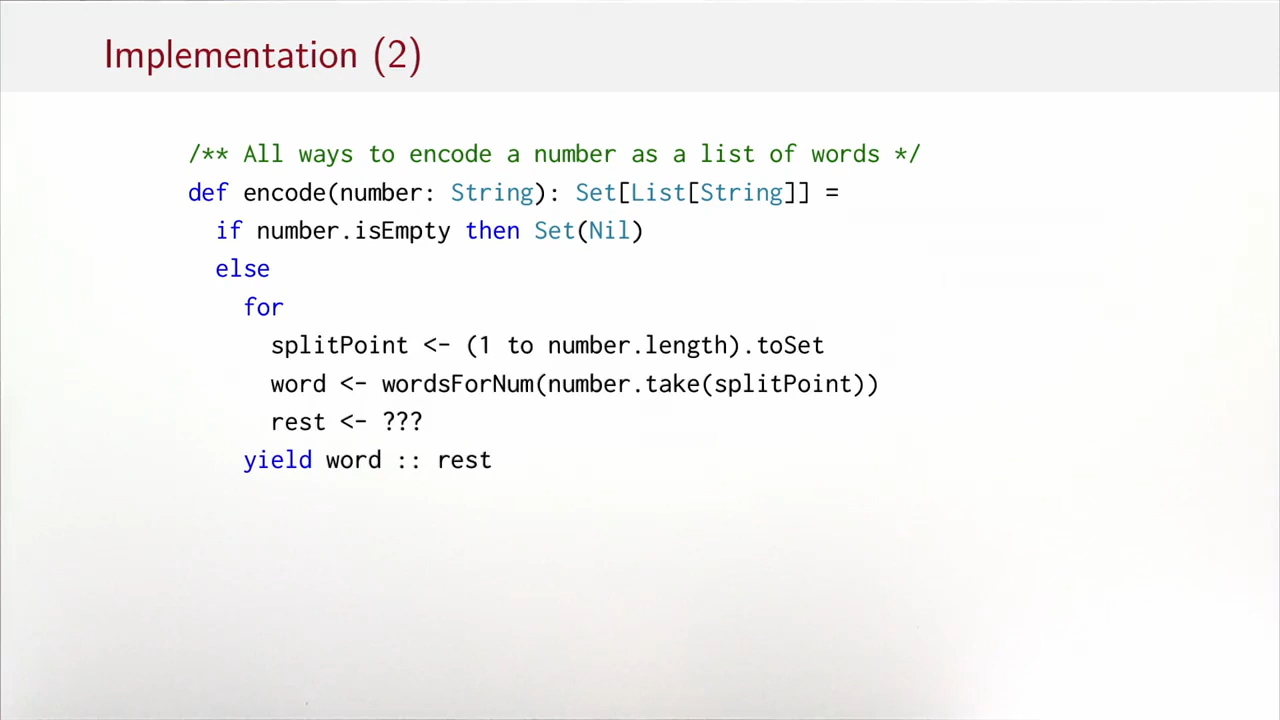 Implementation (2)
/** All ways to encode a number as a list of words */
def encode(number: String): Set[List[String]] =
if number.isEmpty then Set(Nil)
else
for
splitPoint <- (1 to number.length).toSet
word <- wordsForNum(number.take(splitPoint))
rest <- ???
yield word :: rest